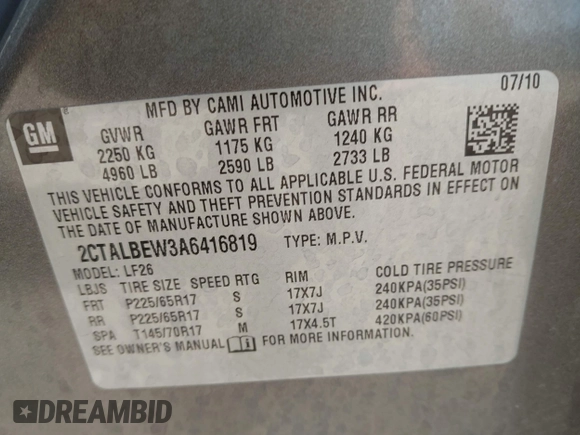 MFD BY CAMI AUTOMOTIVE INC. 07/10
GM ® GVWR GAWR FRT GAWR RR
2250 KG 1175 KG 1240 KG
4960 LB 2590 LB 2733 LB
THIS VEHICLE CONFORMS TO ALL APPLICABLE U.S. FEDERAL MOTOR
VEHICLE SAFETY AND THEFT PREVENTION STANDARDS IN EFFECT ON
THE DATE OF MANUFACTURE SHOWN ABOVE.
2CTALBEW3A6416819 TYPE: M.P.V.
MODEL: LF26
LBJS TIRE SIZE SPEED RTG RIM COLD TIRE PRESSURE
FRT P225/65R17 S 17X7J 240KPA(35PSI)
RR P225/65R17 S 17X7J 240KPA(35PSI)
SPA T145/70R17 M 17X4.5T 420KPA(60PSI)
SEE OWNER'S MANUAL FOR MORE INFORMATION.
DREAMBID